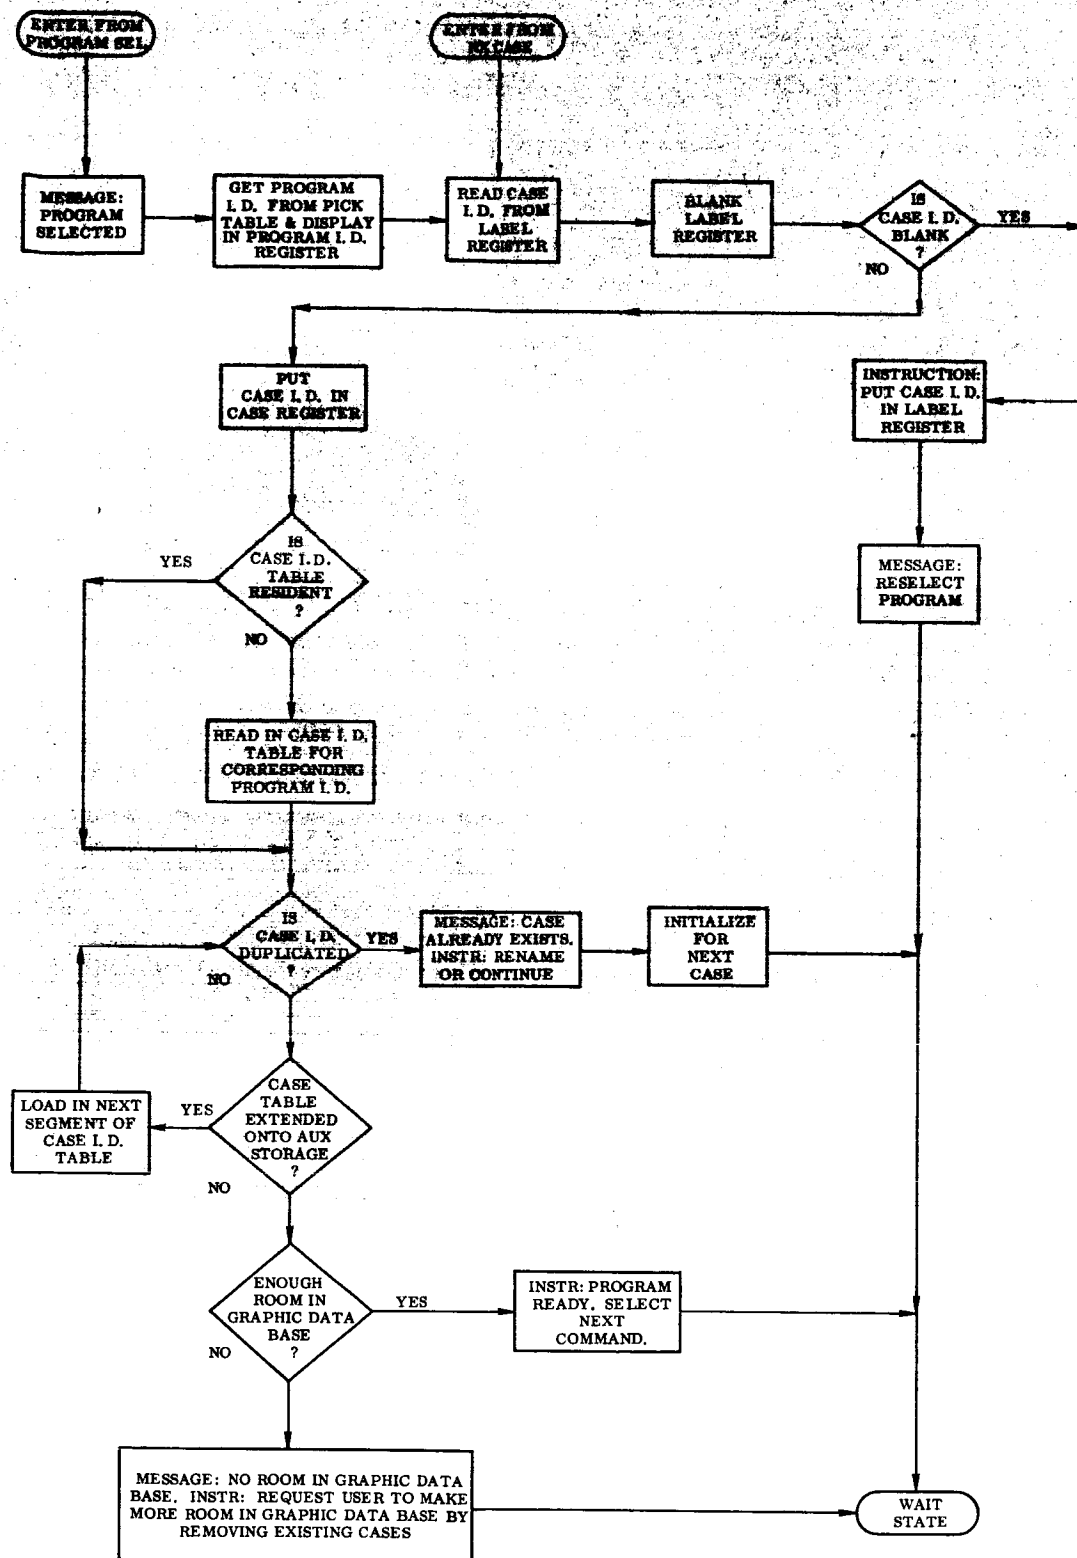 ENTER FROM
PROGRAM SEL
ENTER FROM
NX CASE
MESSAGE:
PROGRAM
SELECTED
GET PROGRAM
I. D. FROM PICK
TABLE & DISPLAY
IN PROGRAM I. D.
REGISTER
READ CASE
I. D. FROM
LABEL
REGISTER
BLANK
LABEL
REGISTER
IS
CASE I. D.
BLANK
?
YES
NO
PUT
CASE I. D. IN
CASE REGISTER
INSTRUCTION:
PUT CASE I. D.
IN LABEL
REGISTER
IS
CASE I. D.
TABLE
RESIDENT
?
YES
NO
MESSAGE:
RESELECT
PROGRAM
READ IN CASE I. D.
TABLE FOR
CORRESPONDING
PROGRAM I. D.
IS
CASE I. D.
DUPLICATED
?
YES
NO
MESSAGE: CASE
ALREADY EXISTS.
INSTR: RENAME
OR CONTINUE
INITIALIZE
FOR
NEXT
CASE
CASE
TABLE
EXTENDED
ONTO AUX
STORAGE
?
YES
NO
LOAD IN NEXT
SEGMENT OF
CASE I. D.
TABLE
ENOUGH
ROOM IN
GRAPHIC DATA
BASE
?
YES
NO
INSTR: PROGRAM
READY. SELECT
NEXT
COMMAND.
MESSAGE: NO ROOM IN GRAPHIC DATA
BASE. INSTR: REQUEST USER TO MAKE
MORE ROOM IN GRAPHIC DATA BASE BY
REMOVING EXISTING CASES
WAIT
STATE